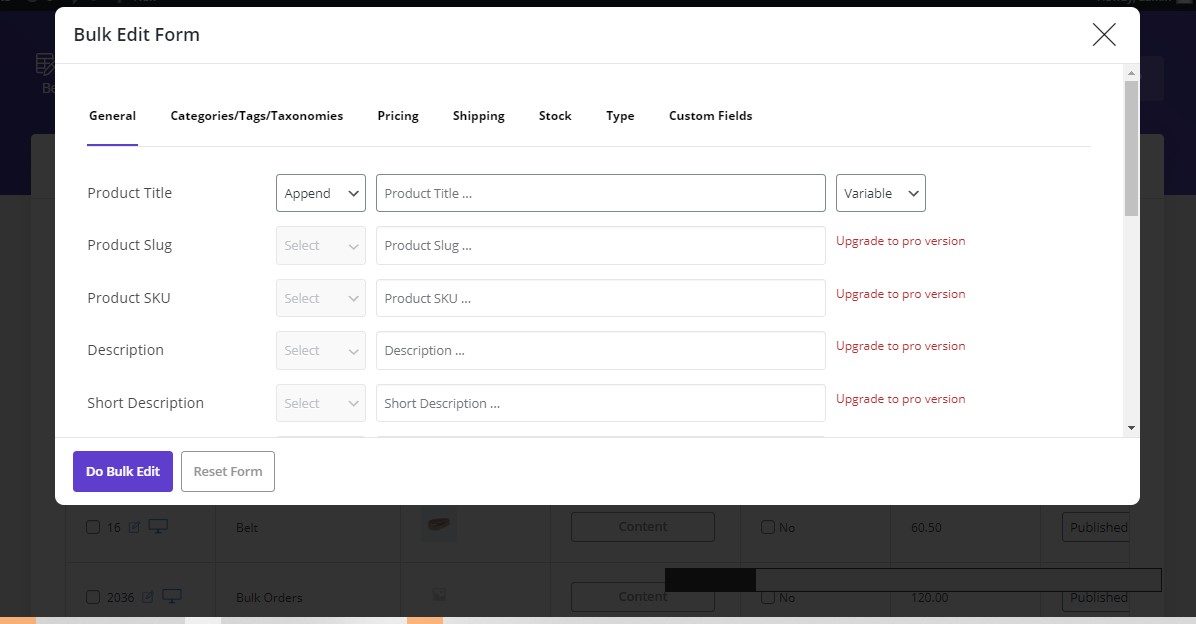 Bulk Edit Form
Be
General Categories/Tags/Taxonomies Pricing Shipping Stock Type Custom Fields
Product Title Append Product Title ... Variable
Product Slug Select Product Slug ... Upgrade to pro version
Product SKU Select Product SKU ... Upgrade to pro version
Description Select Description ... Upgrade to pro version
Short Description Select Short Description ... Upgrade to pro version
Do Bulk Edit Reset Form
16 Belt Content No 60.50 Published
2036 Bulk Orders Content No 120.00 Published